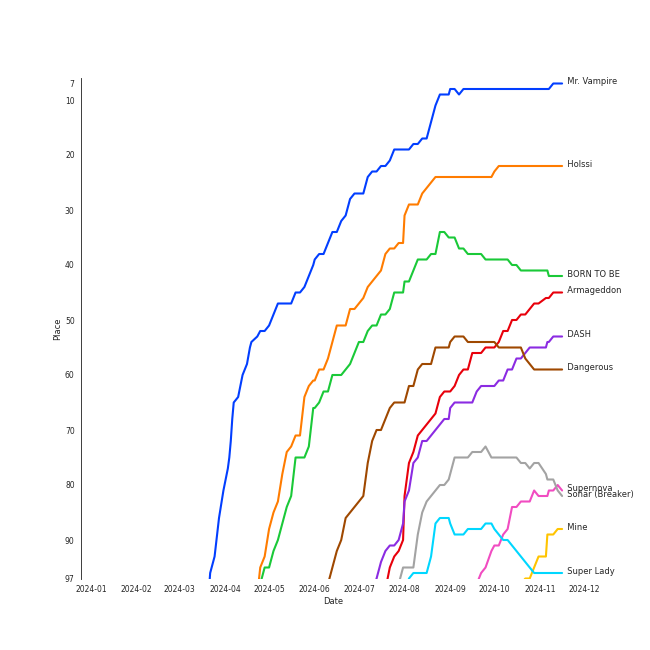 7
10
20
30
40
50
60
70
80
90
97
Place
Mr. Vampire
Holssi
BORN TO BE
Armageddon
DASH
Dangerous
Supernova
Sonar (Breaker)
Mine
Super Lady
2024-01 2024-02 2024-03 2024-04 2024-05 2024-06 2024-07 2024-08 2024-09 2024-10 2024-11 2024-12
Date